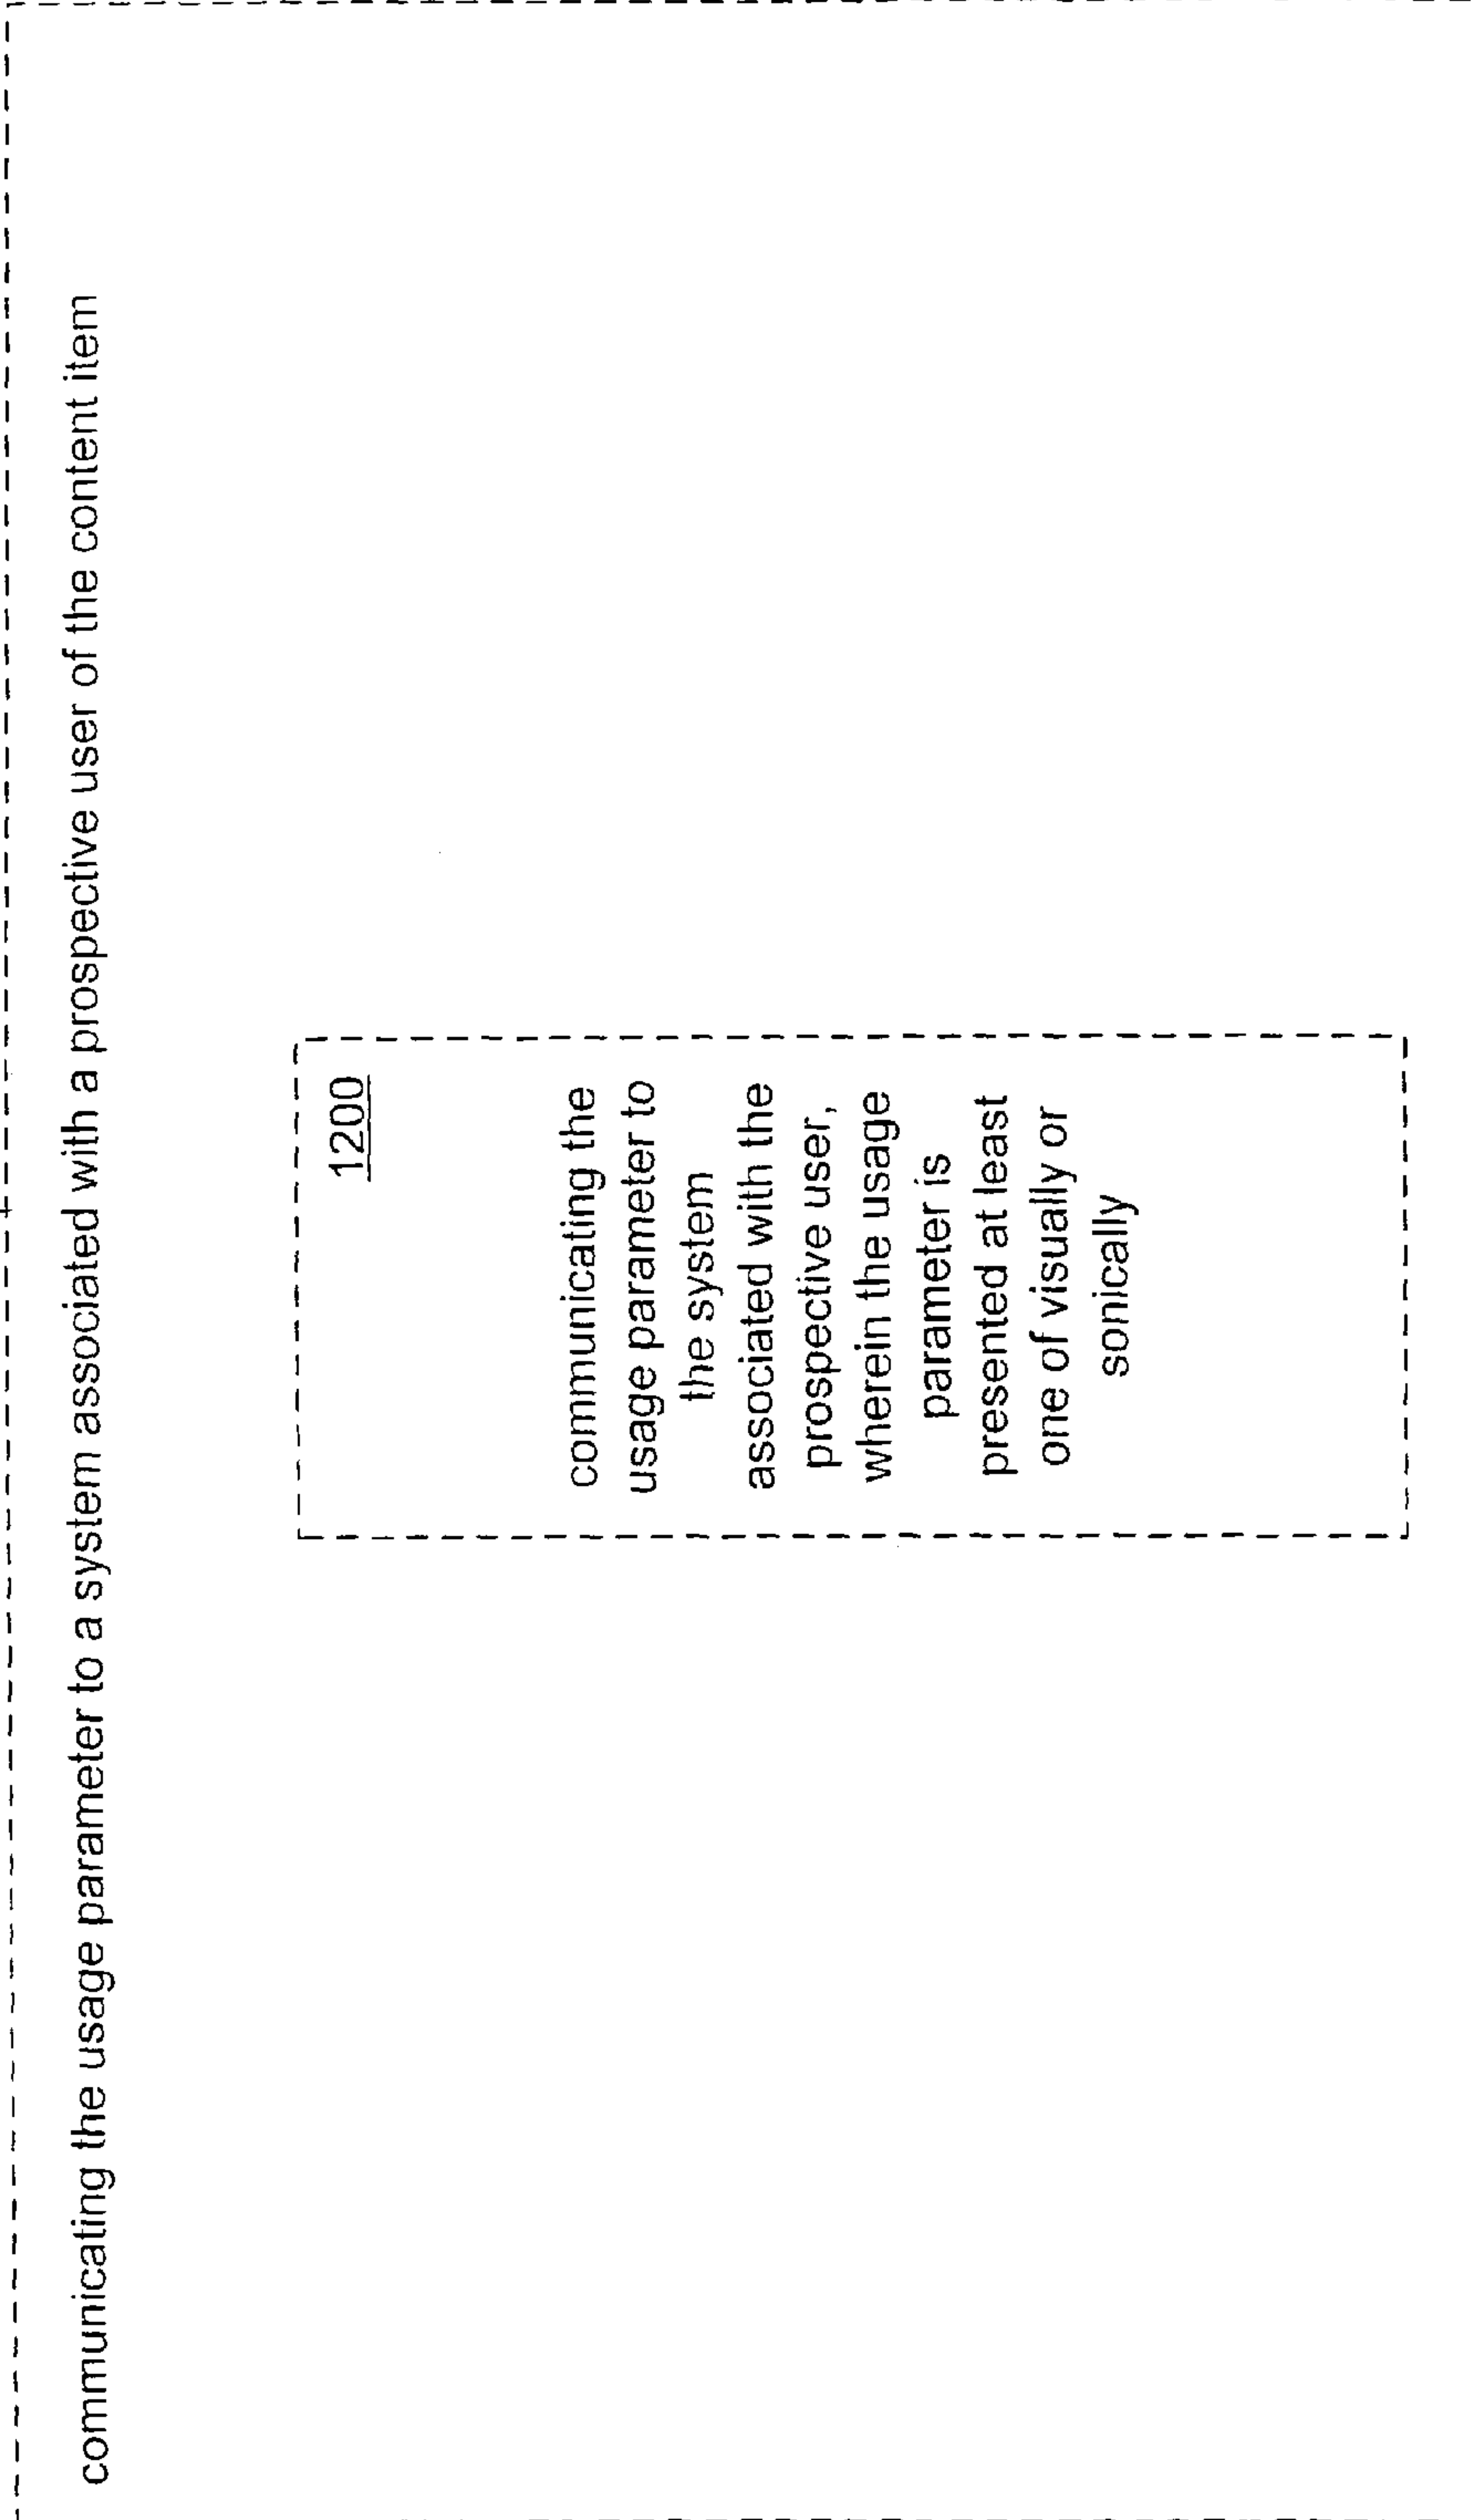 communicating the usage parameter to a system associated with a prospective user of the content item
1200
communicating the
usage parameter to
the system
associated with the
prospective user,
wherein the usage
parameter is
presented at least
one of visually or
sonically